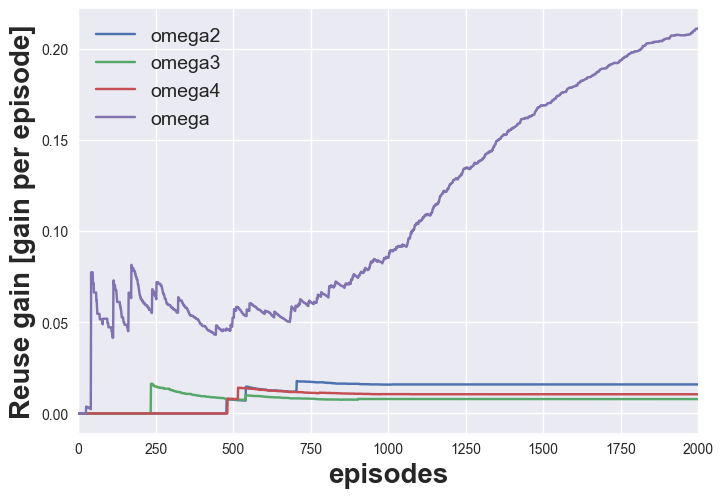 Reuse gain [gain per episode]
0.20
0.15
0.10
0.05
0.00
omega2
omega3
omega4
omega
0 250 500 750 1000 1250 1500 1750 2000
episodes